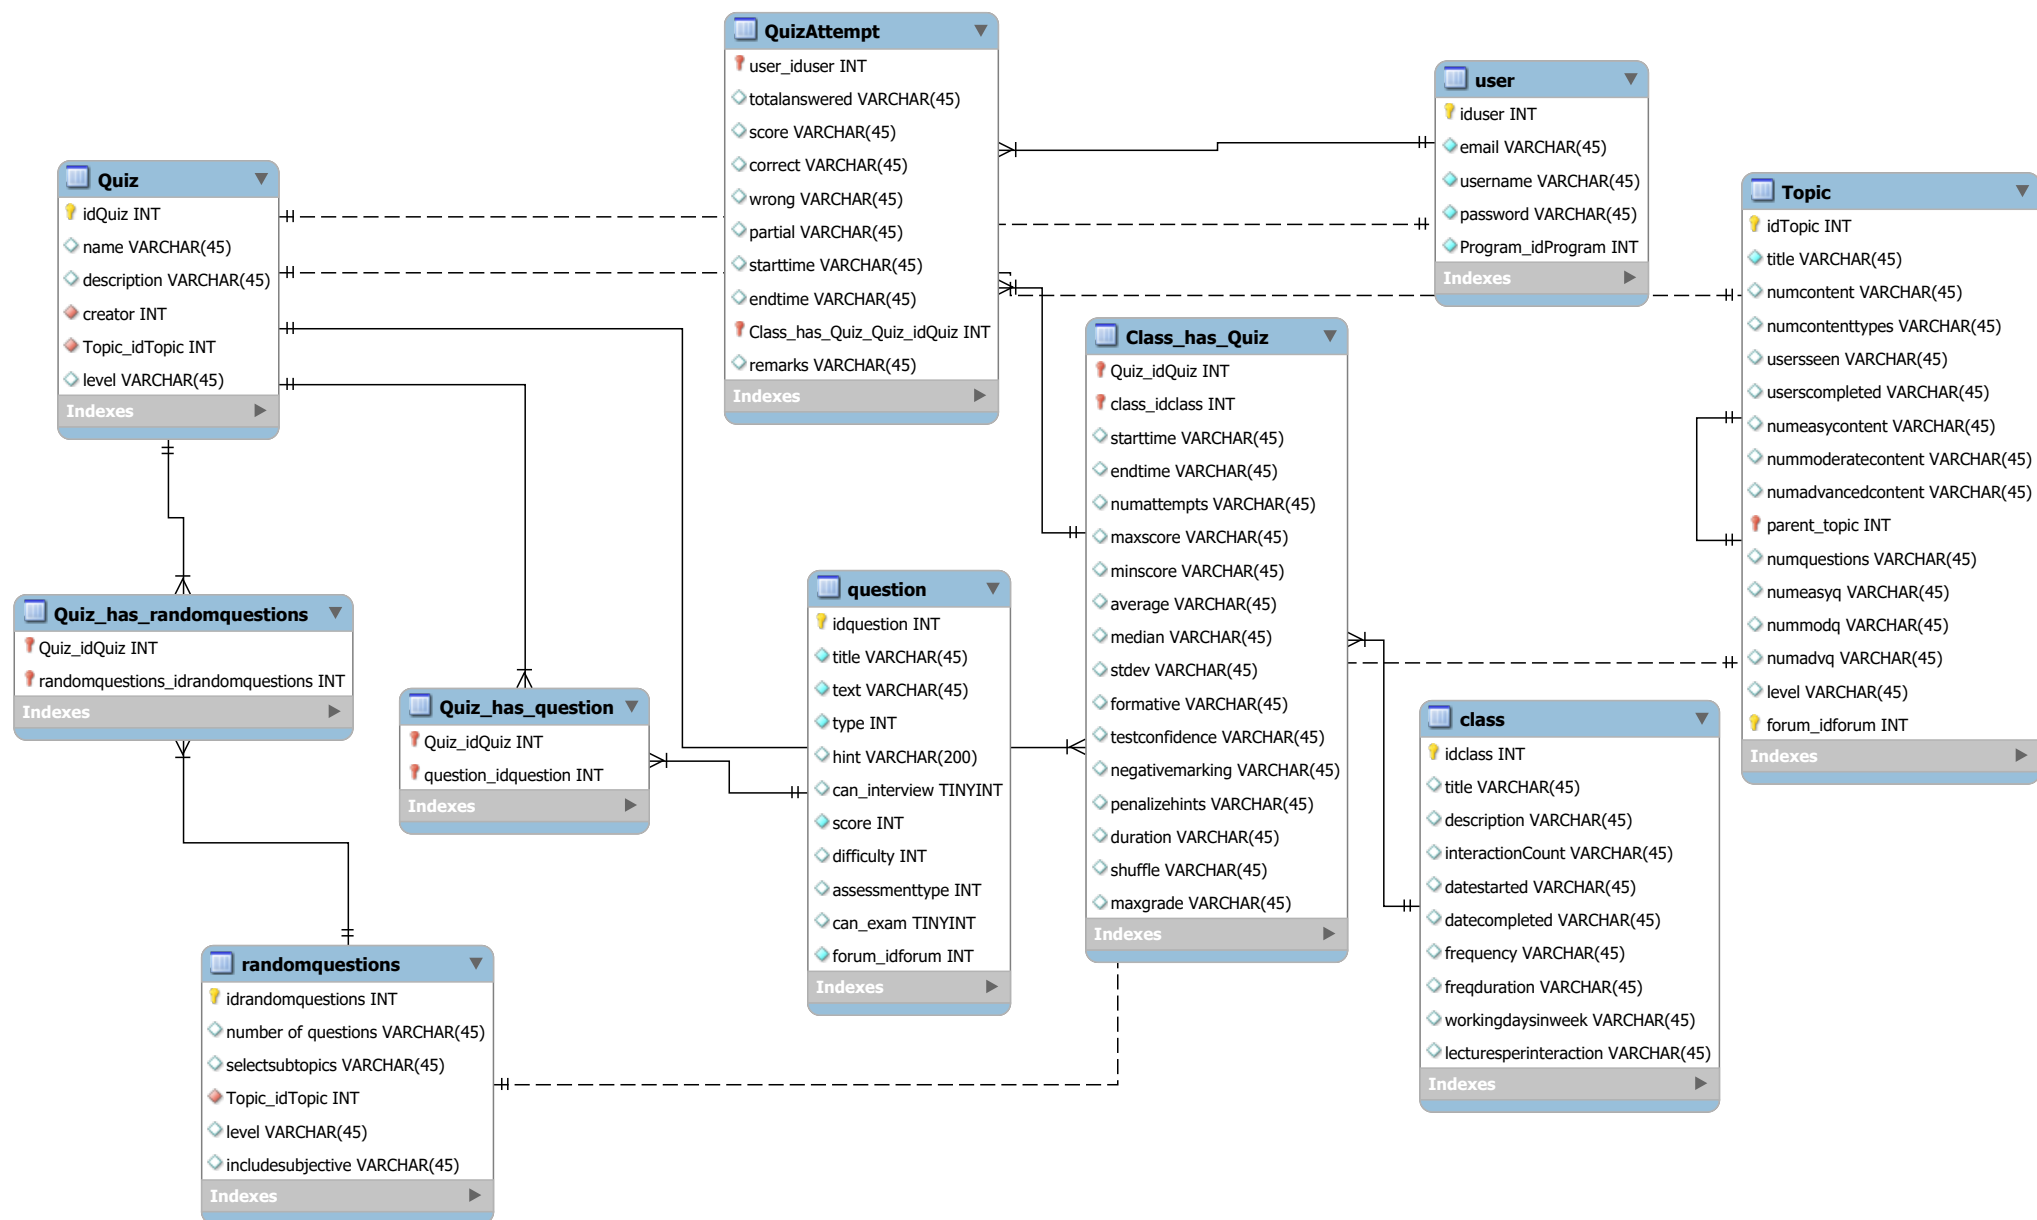 QuizAttempt
user_iduser INT
totalanswered VARCHAR(45)
score VARCHAR(45)
correct VARCHAR(45)
wrong VARCHAR(45)
partial VARCHAR(45)
starttime VARCHAR(45)
endtime VARCHAR(45)
Class_has_Quiz_Quiz_idQuiz INT
remarks VARCHAR(45)
Indexes
user
iduser INT
email VARCHAR(45)
username VARCHAR(45)
password VARCHAR(45)
Program_idProgram INT
Indexes
Quiz
idQuiz INT
name VARCHAR(45)
description VARCHAR(45)
creator INT
Topic_idTopic INT
level VARCHAR(45)
Indexes
Topic
idTopic INT
title VARCHAR(45)
numcontent VARCHAR(45)
numcontenttypes VARCHAR(45)
usersseen VARCHAR(45)
userscompleted VARCHAR(45)
numeasycontent VARCHAR(45)
nummoderatecontent VARCHAR(45)
numadvancedcontent VARCHAR(45)
parent_topic INT
numquestions VARCHAR(45)
numeasyq VARCHAR(45)
nummodq VARCHAR(45)
numadvq VARCHAR(45)
level VARCHAR(45)
forum_idforum INT
Indexes
Class_has_Quiz
Quiz_idQuiz INT
class_idclass INT
starttime VARCHAR(45)
endtime VARCHAR(45)
numattempts VARCHAR(45)
maxscore VARCHAR(45)
minscore VARCHAR(45)
average VARCHAR(45)
median VARCHAR(45)
stdev VARCHAR(45)
formative VARCHAR(45)
testconfidence VARCHAR(45)
negativemarking VARCHAR(45)
penalizehints VARCHAR(45)
duration VARCHAR(45)
shuffle VARCHAR(45)
maxgrade VARCHAR(45)
Indexes
question
idquestion INT
title VARCHAR(45)
text VARCHAR(45)
type INT
hint VARCHAR(200)
can_interview TINYINT
score INT
difficulty INT
assessmenttype INT
can_exam TINYINT
forum_idforum INT
Indexes
Quiz_has_randomquestions
Quiz_idQuiz INT
randomquestions_idrandomquestions INT
Indexes
Quiz_has_question
Quiz_idQuiz INT
question_idquestion INT
Indexes
class
idclass INT
title VARCHAR(45)
description VARCHAR(45)
interactionCount VARCHAR(45)
datestarted VARCHAR(45)
datecompleted VARCHAR(45)
frequency VARCHAR(45)
freqduration VARCHAR(45)
workingdaysinweek VARCHAR(45)
lecturesperinteraction VARCHAR(45)
Indexes
randomquestions
idrandomquestions INT
number of questions VARCHAR(45)
selectsubtopics VARCHAR(45)
Topic_idTopic INT
level VARCHAR(45)
includesubjective VARCHAR(45)
Indexes